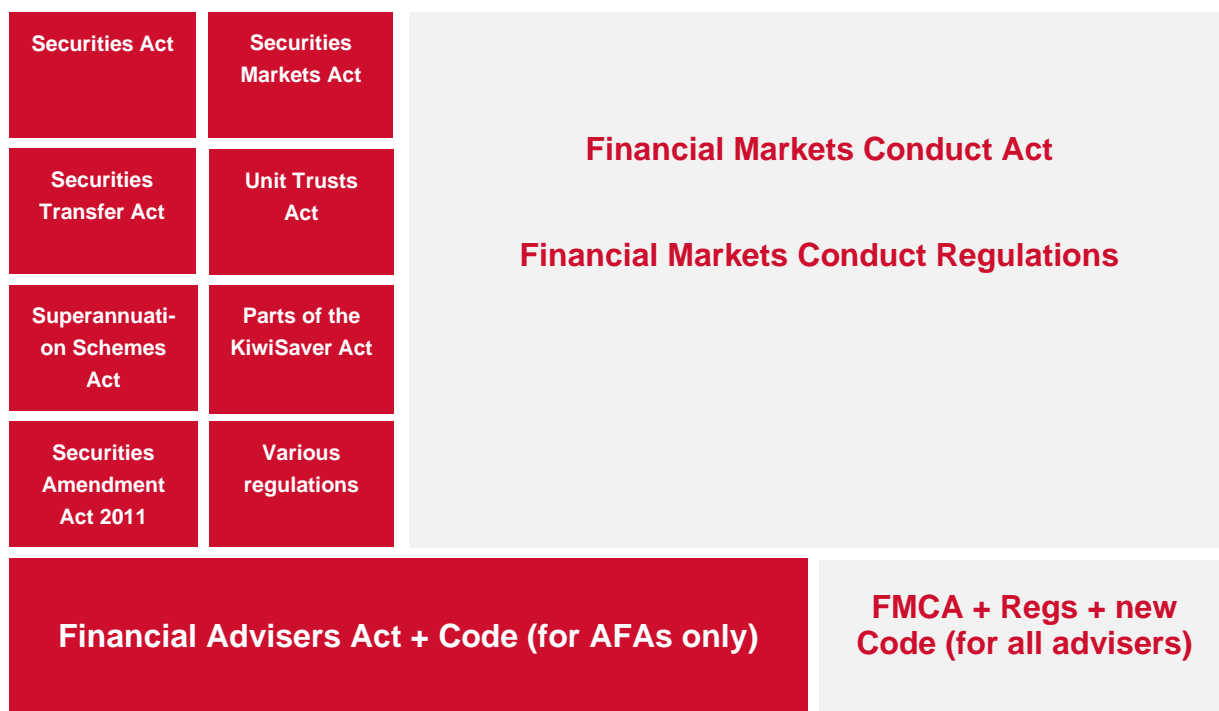 Securities Act
Securities
Markets Act
Financial Markets Conduct Act
Financial Markets Conduct Regulations
Securities
Transfer Act
Unit Trusts
Act
Superannuati-
on Schemes
Act
Parts of the
KiwiSaver Act
Securities
Amendment
Act 2011
Various
regulations
Financial Advisers Act + Code (for AFAs only)
FMCA + Regs + new
Code (for all advisers)